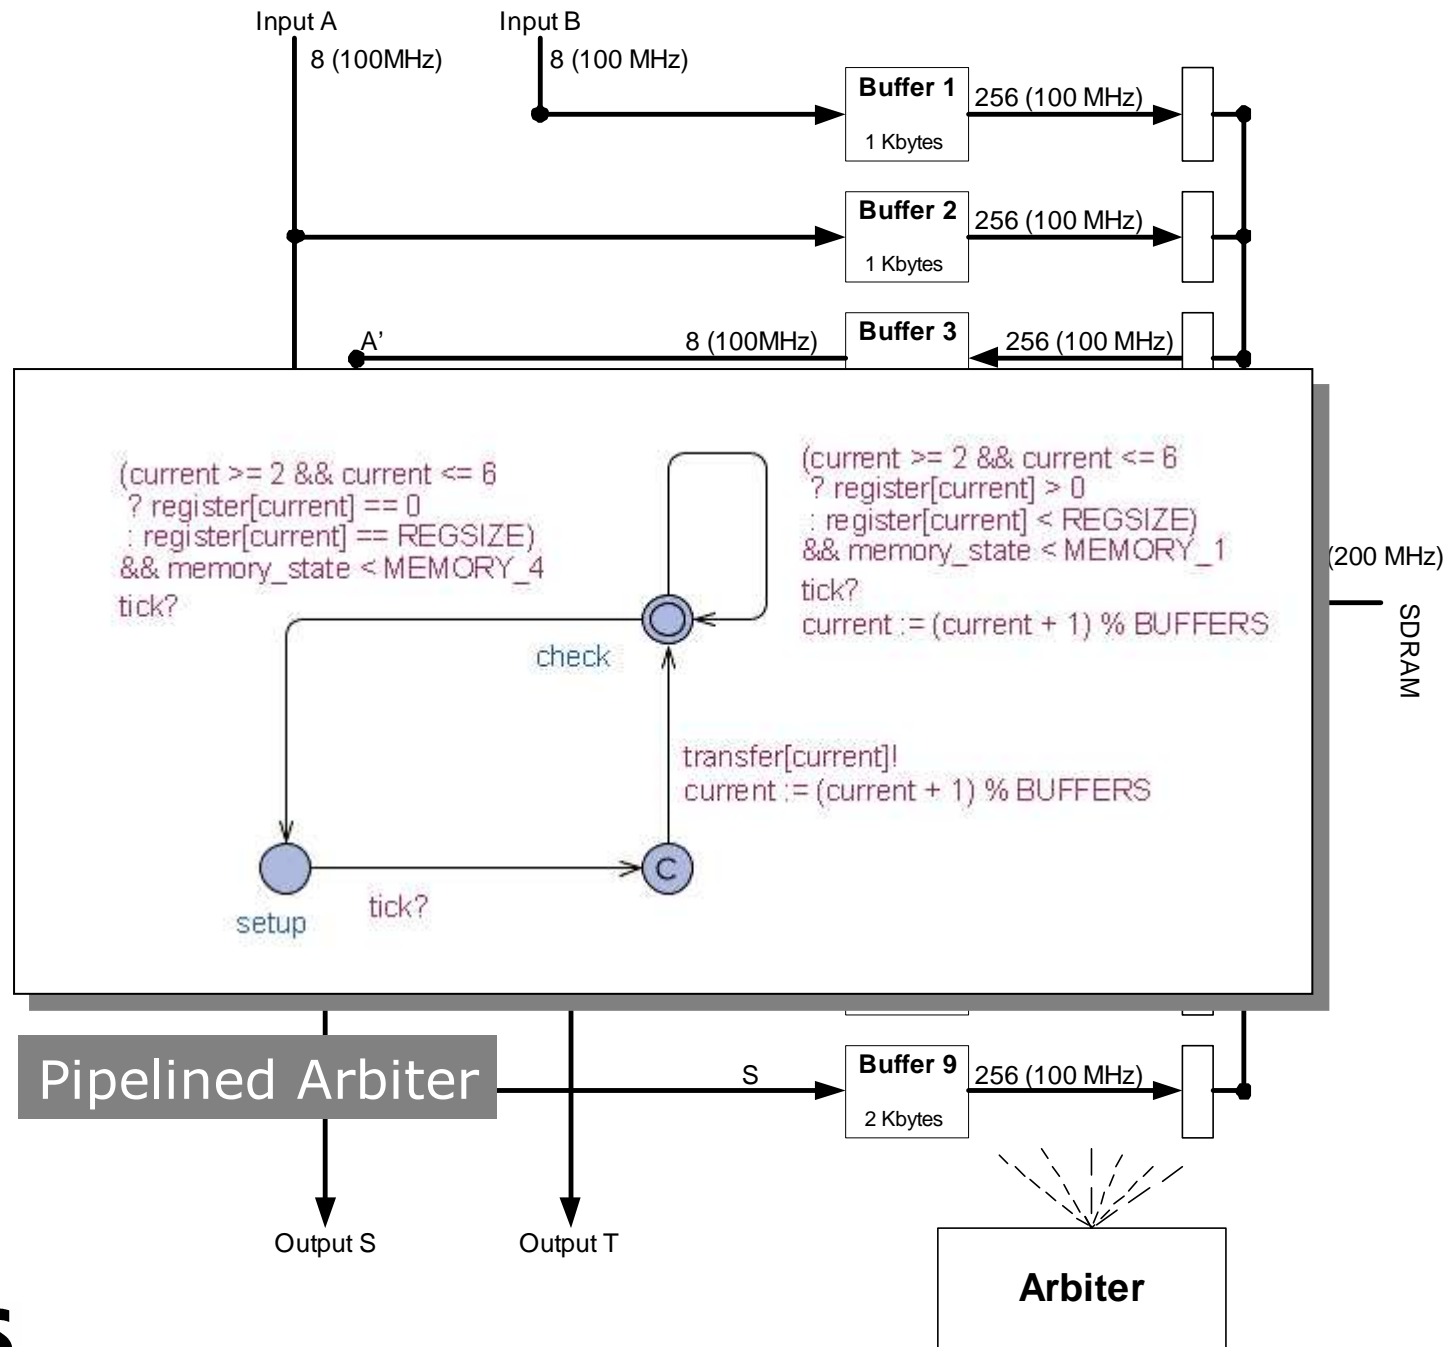 Input A
Input B
8 (100MHz)
8 (100 MHz)
Buffer 1
256 (100 MHz)
1 Kbytes
Buffer 2
256 (100 MHz)
1 Kbytes
A’
8 (100MHz)
Buffer 3
256 (100 MHz)
(current >= 2 && current <= 6
? register[current] == 0
: register[current] == REGSIZE)
&& memory_state < MEMORY_4
tick?
(current >= 2 && current <= 6
? register[current] > 0
: register[current] < REGSIZE)
&& memory_state < MEMORY_1
tick?
current := (current + 1) % BUFFERS
(200 MHz)
SDRAM
check
transfer[current]!
current := (current + 1) % BUFFERS
C
setup
tick?
Pipelined Arbiter
S
Buffer 9
256 (100 MHz)
2 Kbytes
Output S
Output T
Arbiter